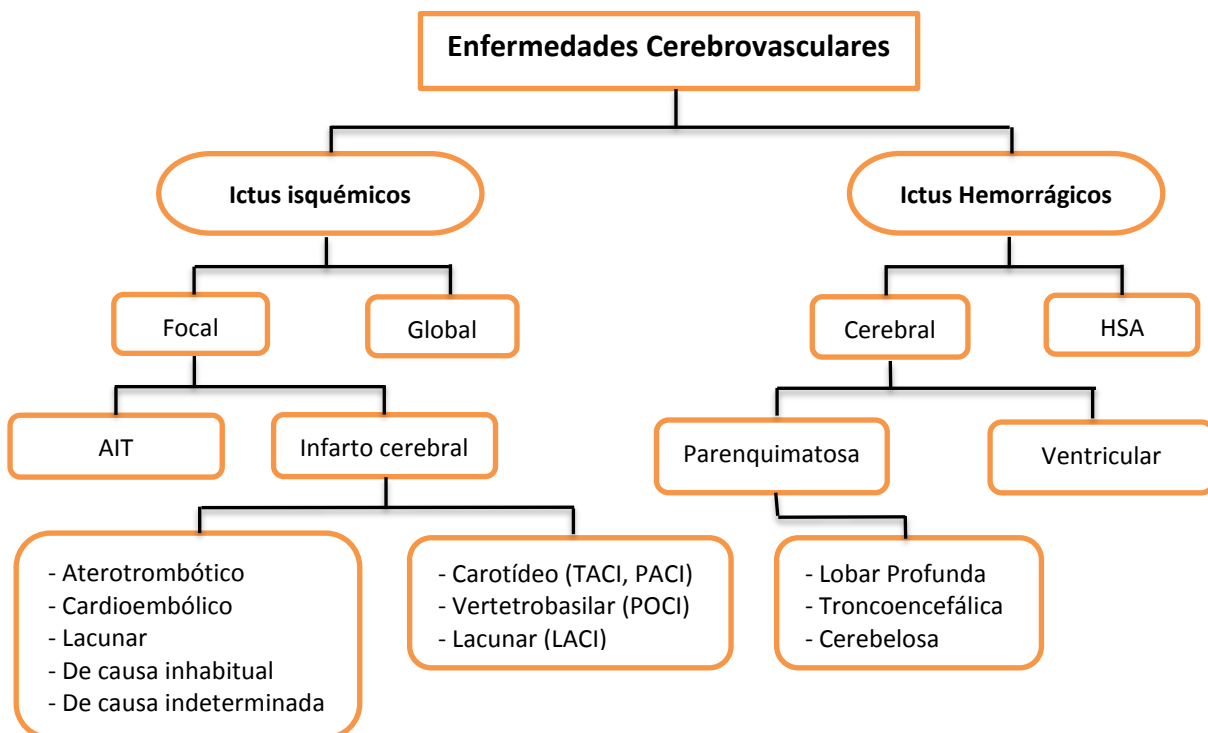 Enfermedades Cerebrovasculares
Ictus isquémicos
Ictus Hemorrágicos
Focal
Global
Cerebral
HSA
AIT
Infarto cerebral
Parenquimatosa
Ventricular
- Aterotrombótico
- Cardioembólico
- Lacunar
- De causa inhabitual
- De causa indeterminada
- Carotídeo (TACI, PACI)
- Vertetrobasilar (POCI)
- Lacunar (LACI)
- Lobar Profunda
- Troncoencefálica
- Cerebelosa